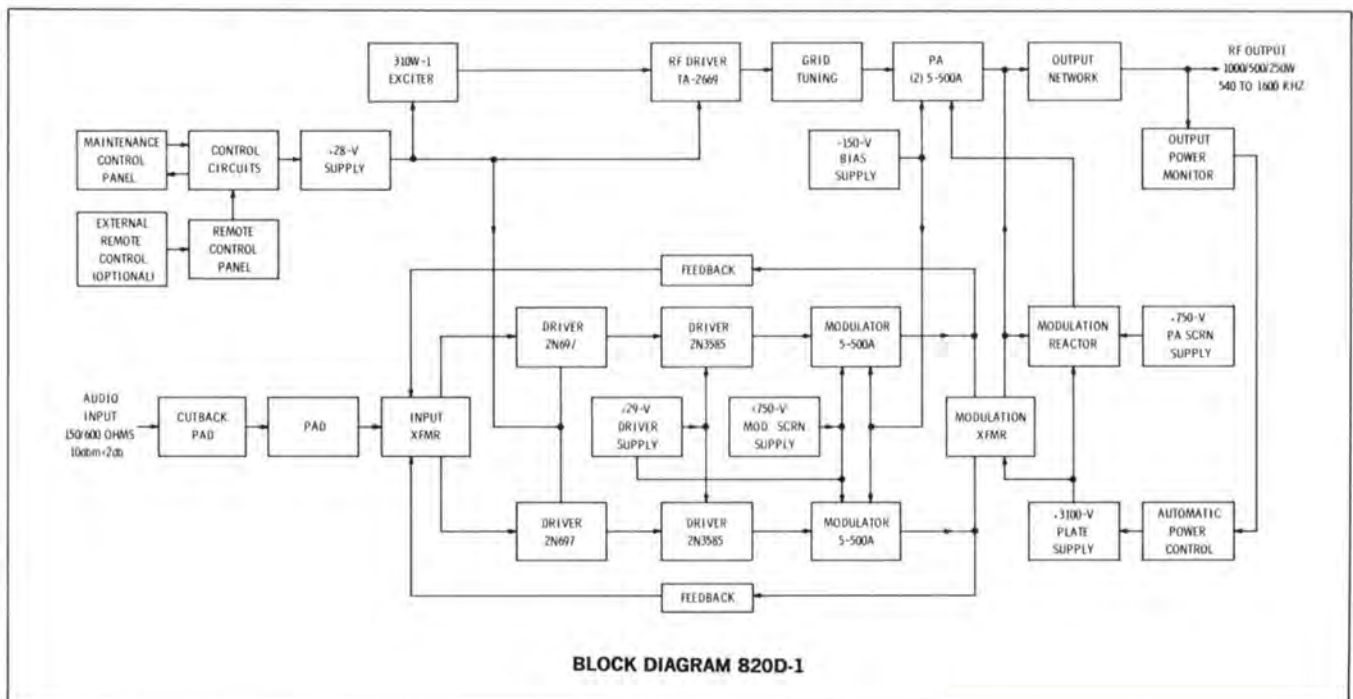 310W-1
EXCITER
RF DRIVER
TA-2669
GRID
TUNING
PA
(2) 5-500A
OUTPUT
NETWORK
RF OUTPUT
1000/500/250W
540 TO 1600 KHZ
MAINTENANCE
CONTROL
PANEL
CONTROL
CIRCUITS
+28-V
SUPPLY
-150-V
BIAS
SUPPLY
OUTPUT
POWER
MONITOR
EXTERNAL
REMOTE
CONTROL
(OPTIONAL)
REMOTE
CONTROL
PANEL
FEEDBACK
DRIVER
2N697
DRIVER
2N3585
MODULATOR
5-500A
MODULATION
REACTOR
+750-V
PA SCRN
SUPPLY
AUDIO
INPUT
150/600 OHMS
10dbm±2db
CUTBACK
PAD
PAD
INPUT
XFMR
+29-V
DRIVER
SUPPLY
+750-V
MOD SCRN
SUPPLY
MODULATION
XFMR
DRIVER
2N697
DRIVER
2N3585
MODULATOR
5-500A
+3100-V
PLATE
SUPPLY
AUTOMATIC
POWER
CONTROL
FEEDBACK
BLOCK DIAGRAM 820D-1